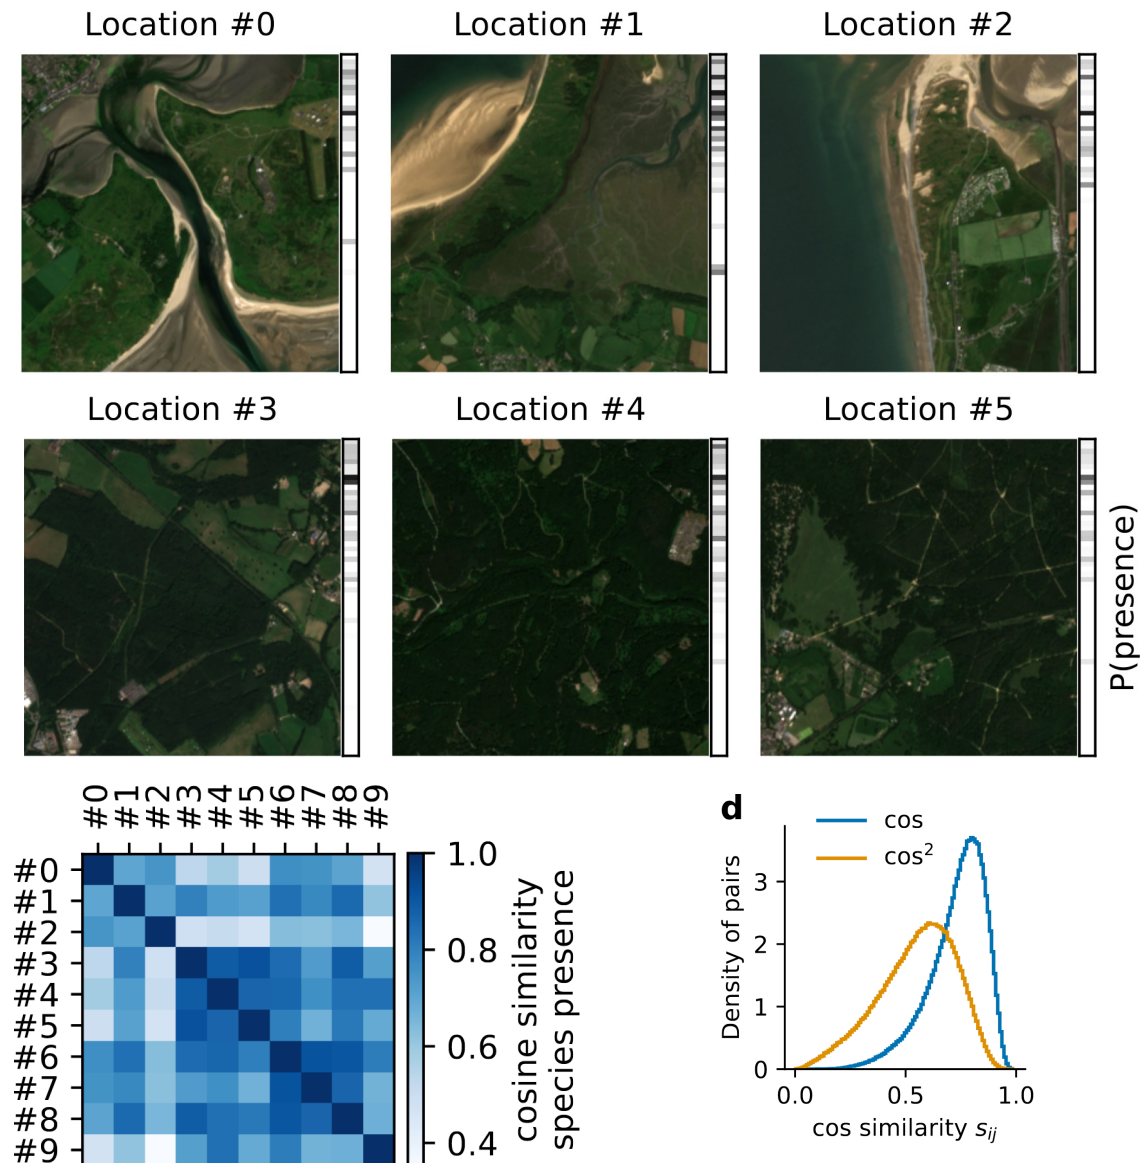 Location #0
Location #1
Location #2
Location #3
Location #4
Location #5
P(presence)
#0
#1
#2
#3
#4
#5
#6
#7
#8
#9
#0
#1
#2
#3
#4
#5
#6
#7
#8
#9
1.0
0.8
0.6
0.4
cosine similarity
species presence
d
cos
cos²
Density of pairs
3
2
1
0
0.0
0.5
1.0
cos similarity sᵢⱼ